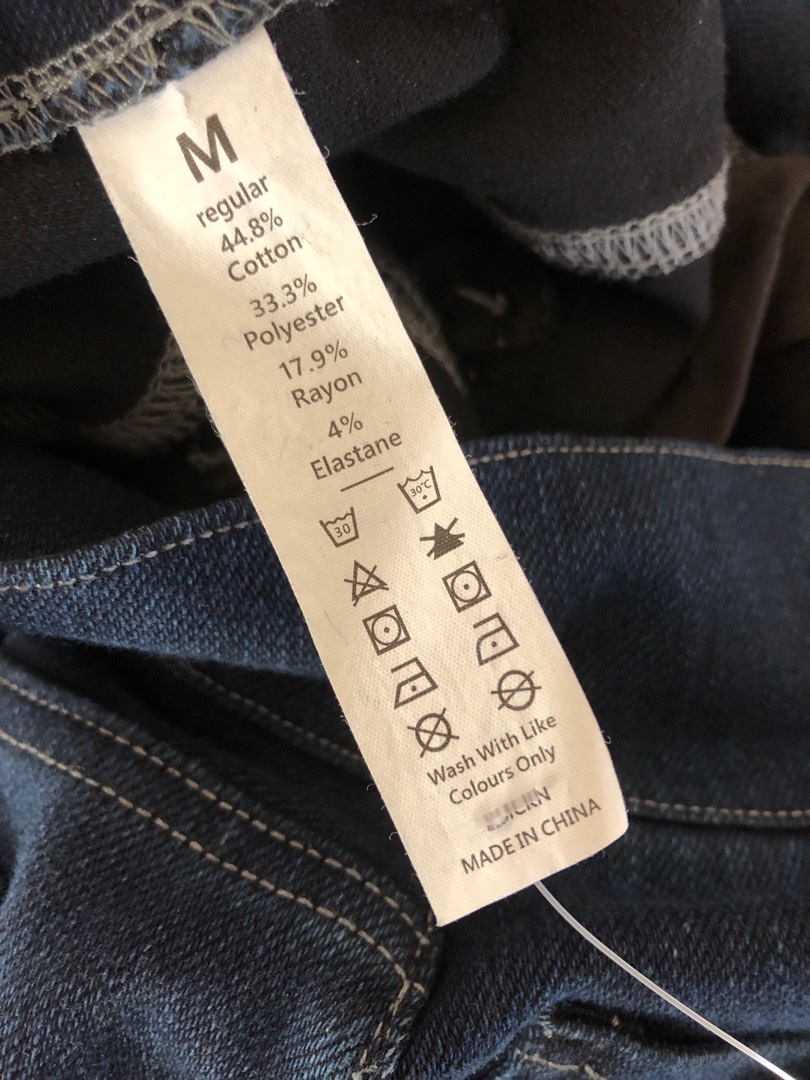 M
regular
44.8%
Cotton
33.3%
Polyester
17.9%
Rayon
4%
Elastane
30 30°C
Wash With Like
Colours Only
MADE IN CHINA